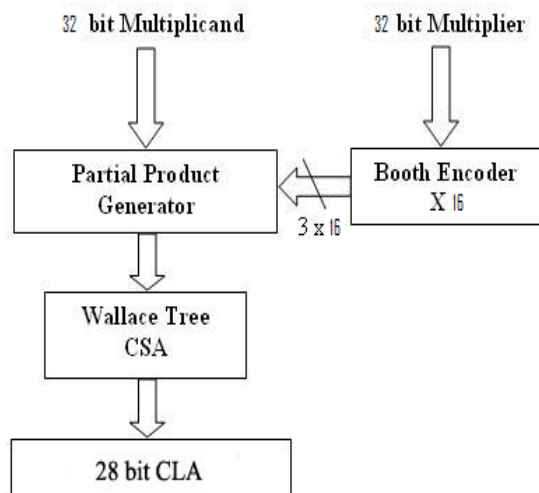 32 bit Multiplicand
32 bit Multiplier
Partial Product
Generator
Booth Encoder
X 16
3 x 16
Wallace Tree
CSA
28 bit CLA